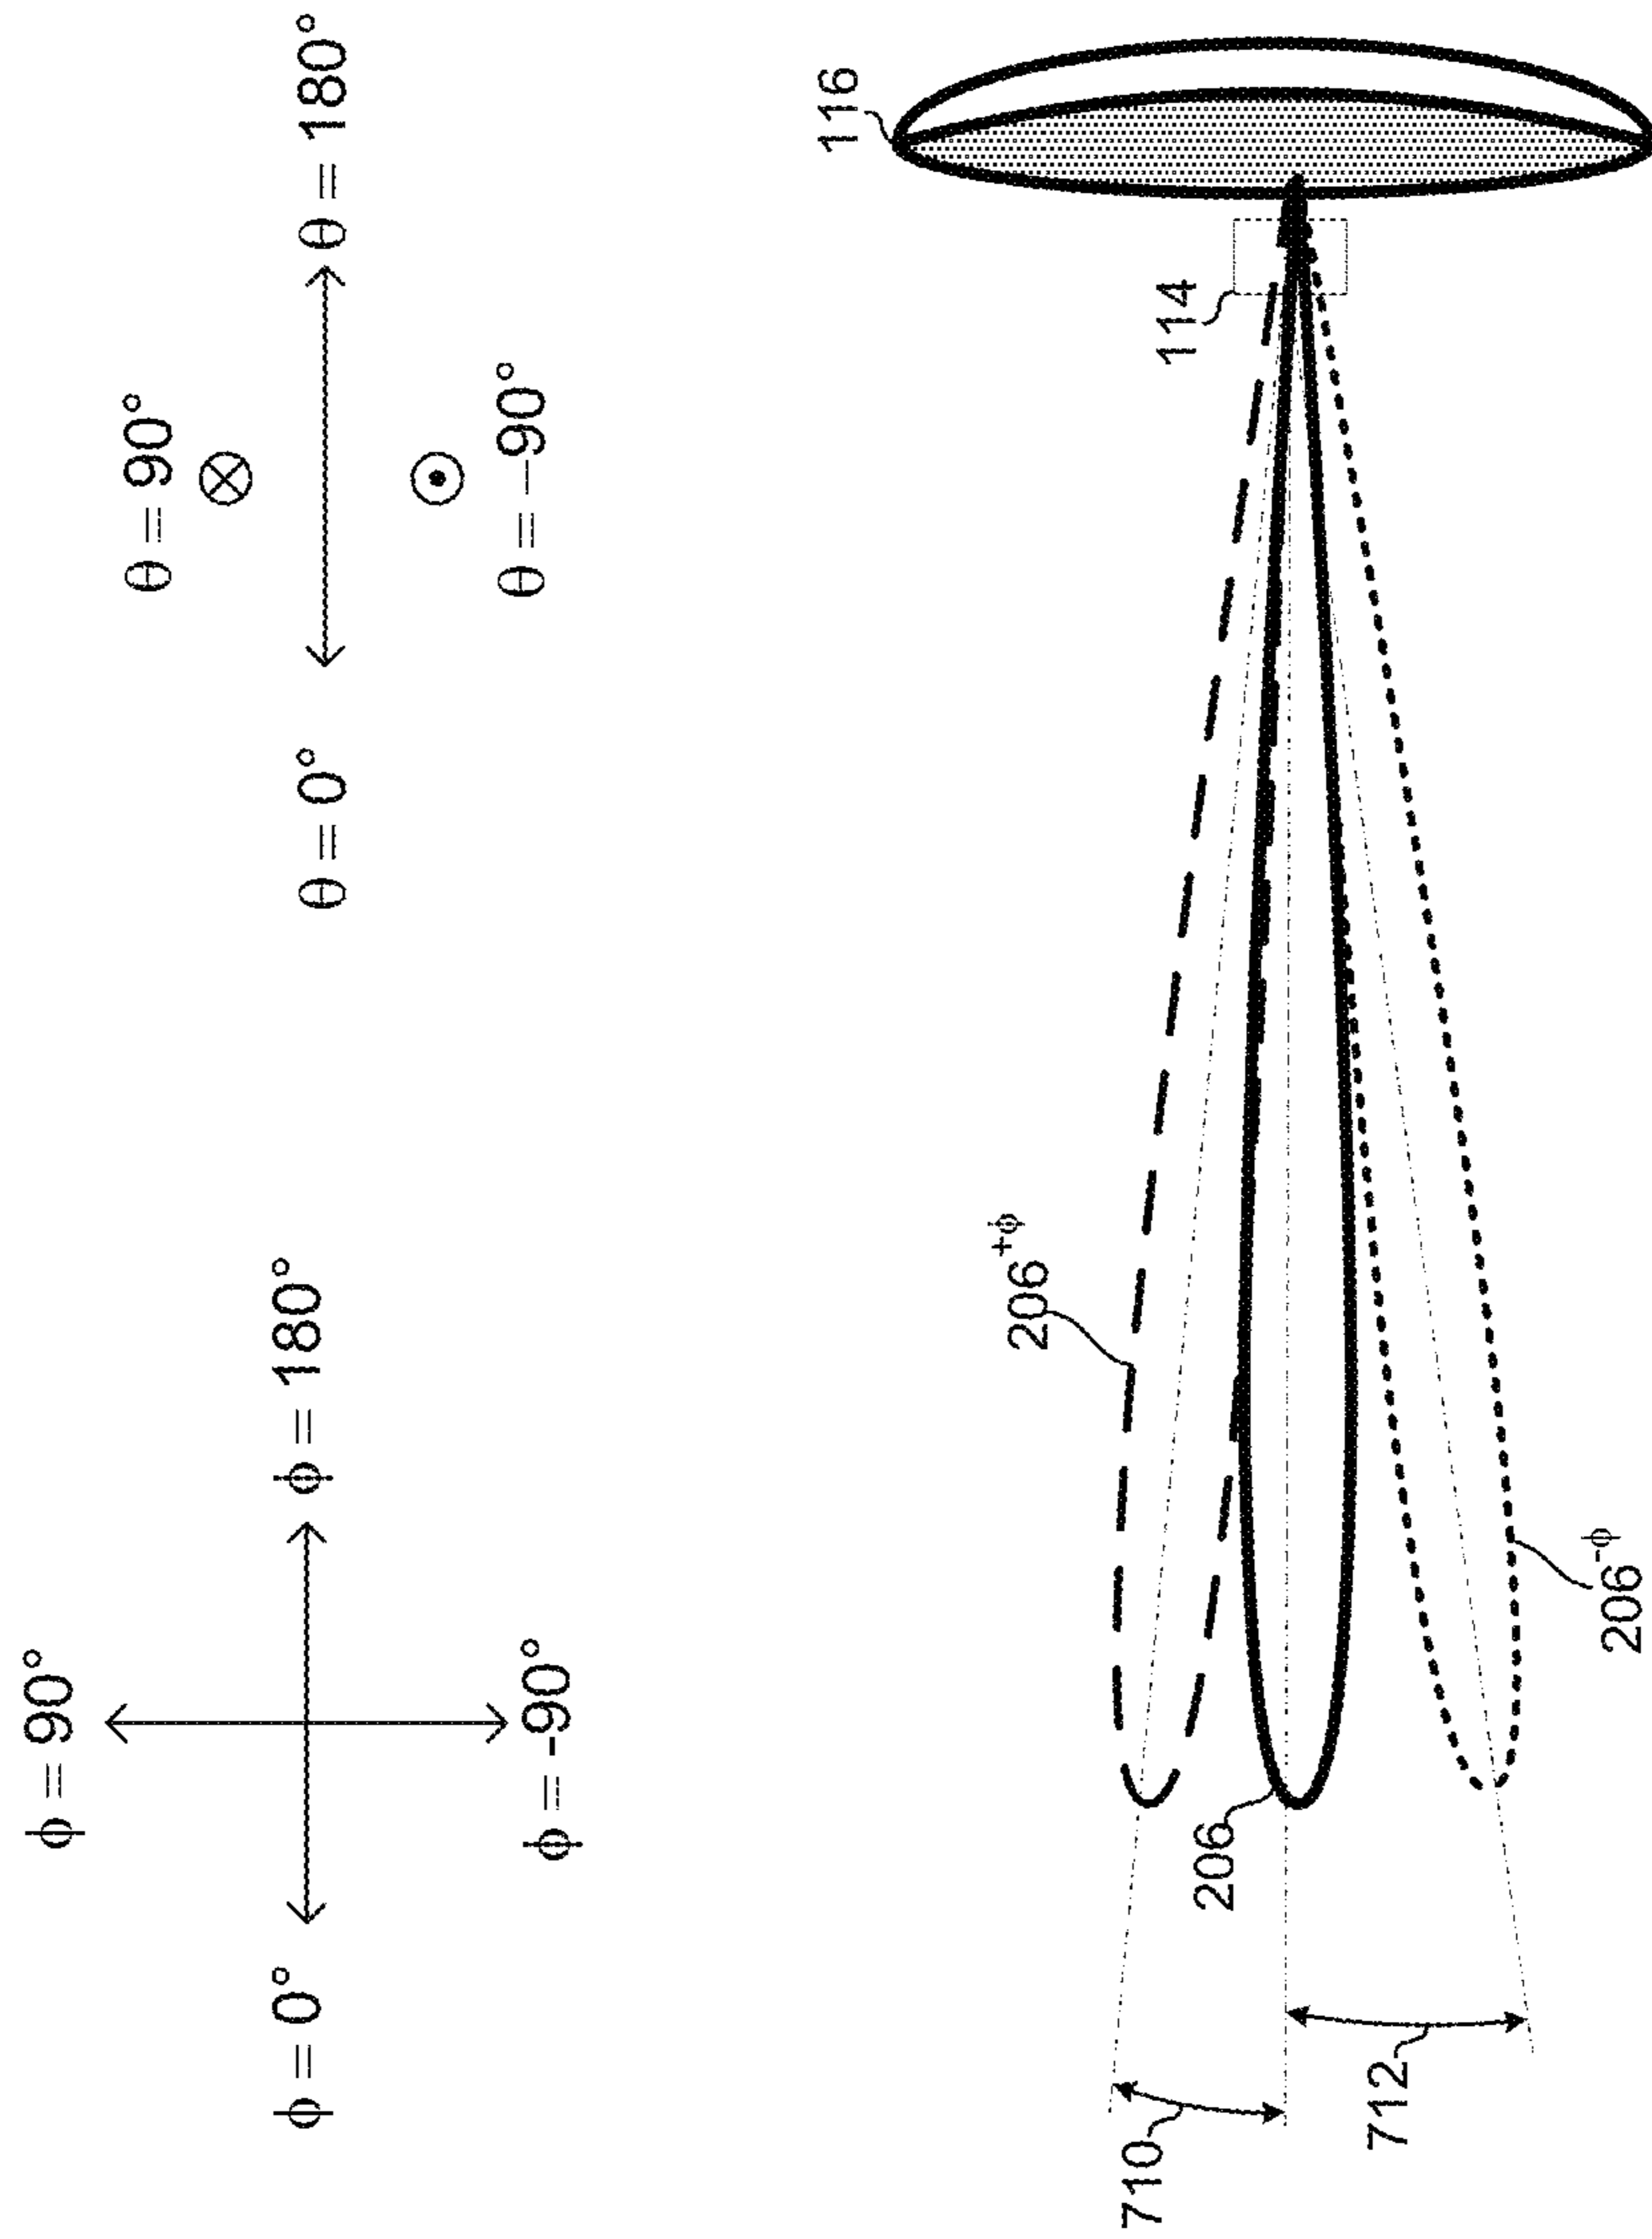 ϕ = 90°
ϕ = 0°
ϕ = 180°
ϕ = -90°
θ = 90°
θ = 0°
θ = 180°
θ = −90°
116
114
206⁺ᶲ
206
206⁻ᶲ
710
712